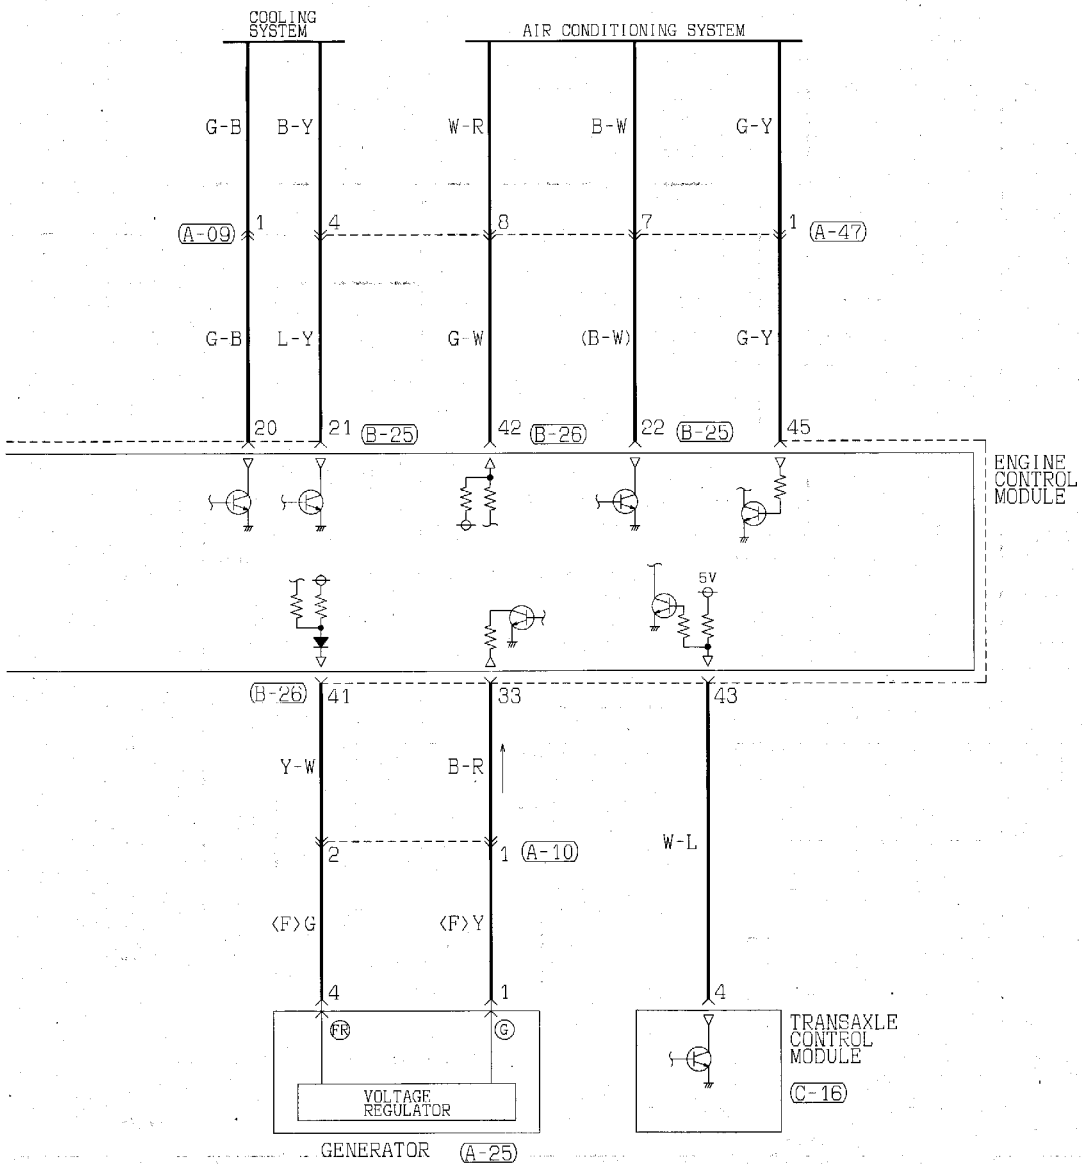 COOLING
SYSTEM
AIR CONDITIONING SYSTEM
G-B B-Y W-R B-W G-Y
A-09 1 4 8 7 1 A-47
G-B L-Y G-W (B-W) G-Y
20 21 B-25 42 B-26 22 B-25 45
ENGINE
CONTROL
MODULE
5V
B-26 41 33 43
Y-W B-R
W-L
2 1 A-10
<F>G <F>Y
4 1 4
FR G
TRANSAXLE
CONTROL
MODULE
C-16
VOLTAGE
REGULATOR
GENERATOR A-25